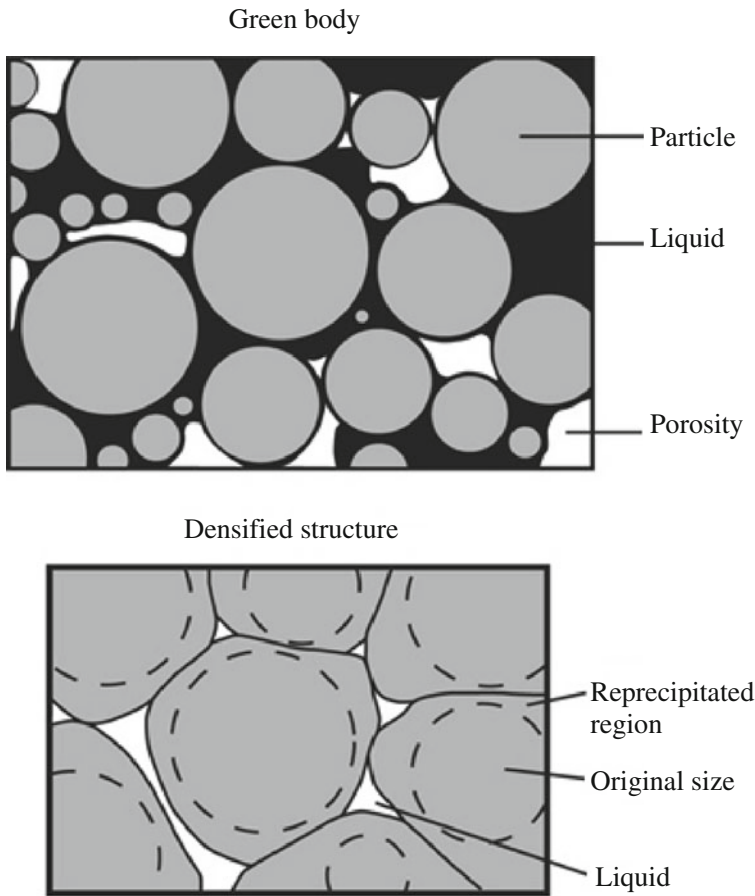 Green body
Particle
Liquid
Porosity
Densified structure
Reprecipitated
region
Original size
Liquid